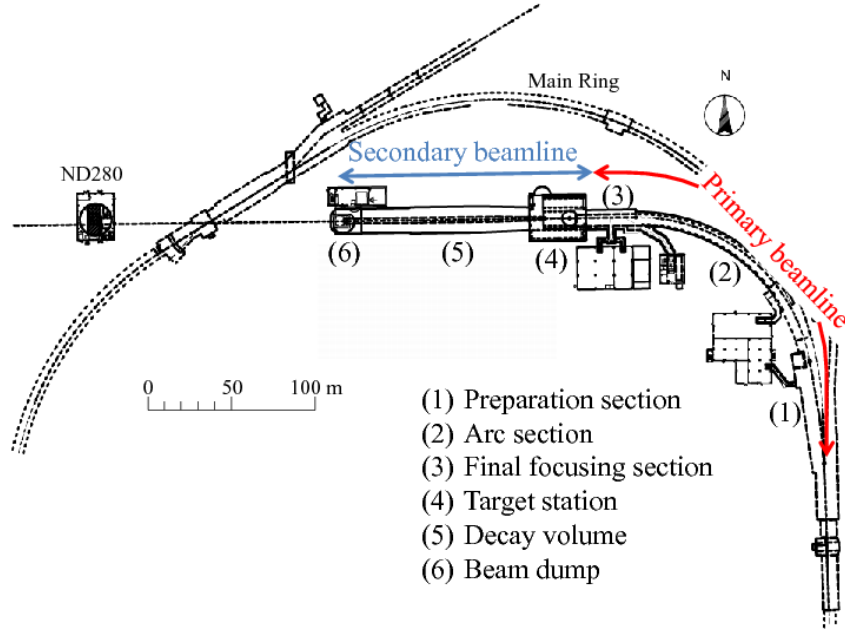 Main Ring
N
ND280
Secondary beamline
Primary beamline
(3)
(6)
(5)
(4)
(2)
(1)
0 50 100 m
(1) Preparation section
(2) Arc section
(3) Final focusing section
(4) Target station
(5) Decay volume
(6) Beam dump